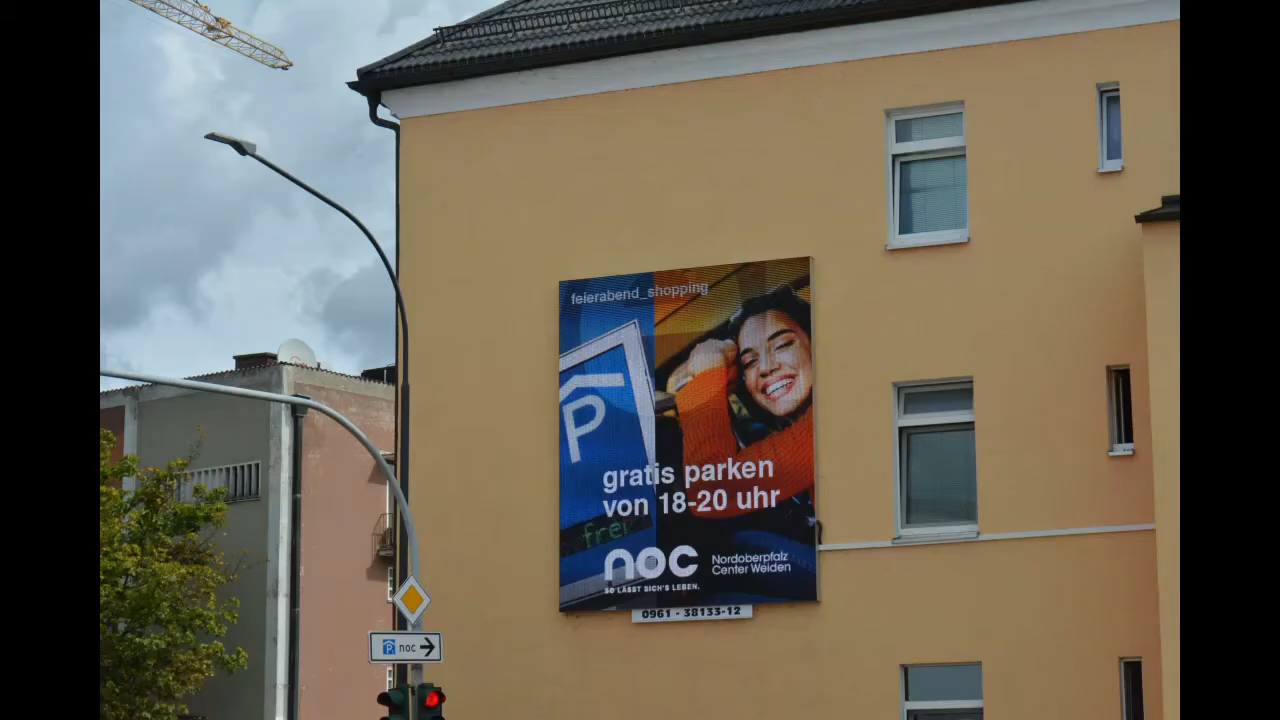 feierabend_shopping
P
gratis parken
von 18-20 uhr
frei
noc
Nordoberpfalz
Center Weiden
SO LÄSST SICH'S LEBEN.
0961 - 38133-12
P noc